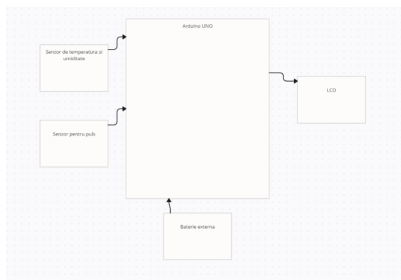 Arduino UNO
Senzor de temperatura si
umiditate
LCD
Senzor pentru puls
Baterie externa